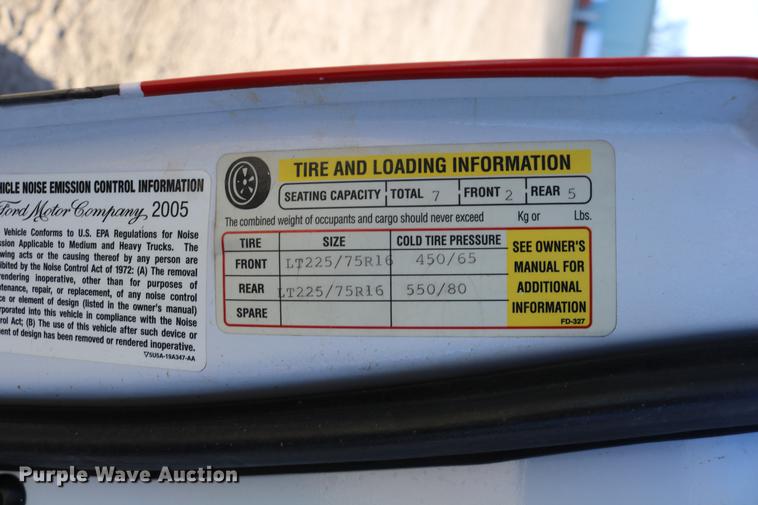 HICLE NOISE EMISSION CONTROL INFORMATION
Ford Motor Company 2005
Vehicle Conforms to U.S. EPA Regulations for Noise
ssion Applicable to Medium and Heavy Trucks. The
wing acts or the causing thereof by any person are
hibited by the Noise Control Act of 1972: (A) The removal
rendering inoperative, other than for purposes of
ntenance, repair, or replacement, of any noise control
ce or element of design (listed in the owner's manual)
orporated into this vehicle in compliance with the Noise
rol Act; (B) The use of this vehicle after such device or
ent of design has been removed or rendered inoperative.
5U5A-19A347-AA
TIRE AND LOADING INFORMATION
SEATING CAPACITY TOTAL 7 FRONT 2 REAR 5
The combined weight of occupants and cargo should never exceed Kg or Lbs.
TIRE SIZE COLD TIRE PRESSURE
FRONT LT225/75R16 450/65
REAR LT225/75R16 550/80
SPARE
SEE OWNER'S
MANUAL FOR
ADDITIONAL
INFORMATION
FD-327
Purple Wave Auction